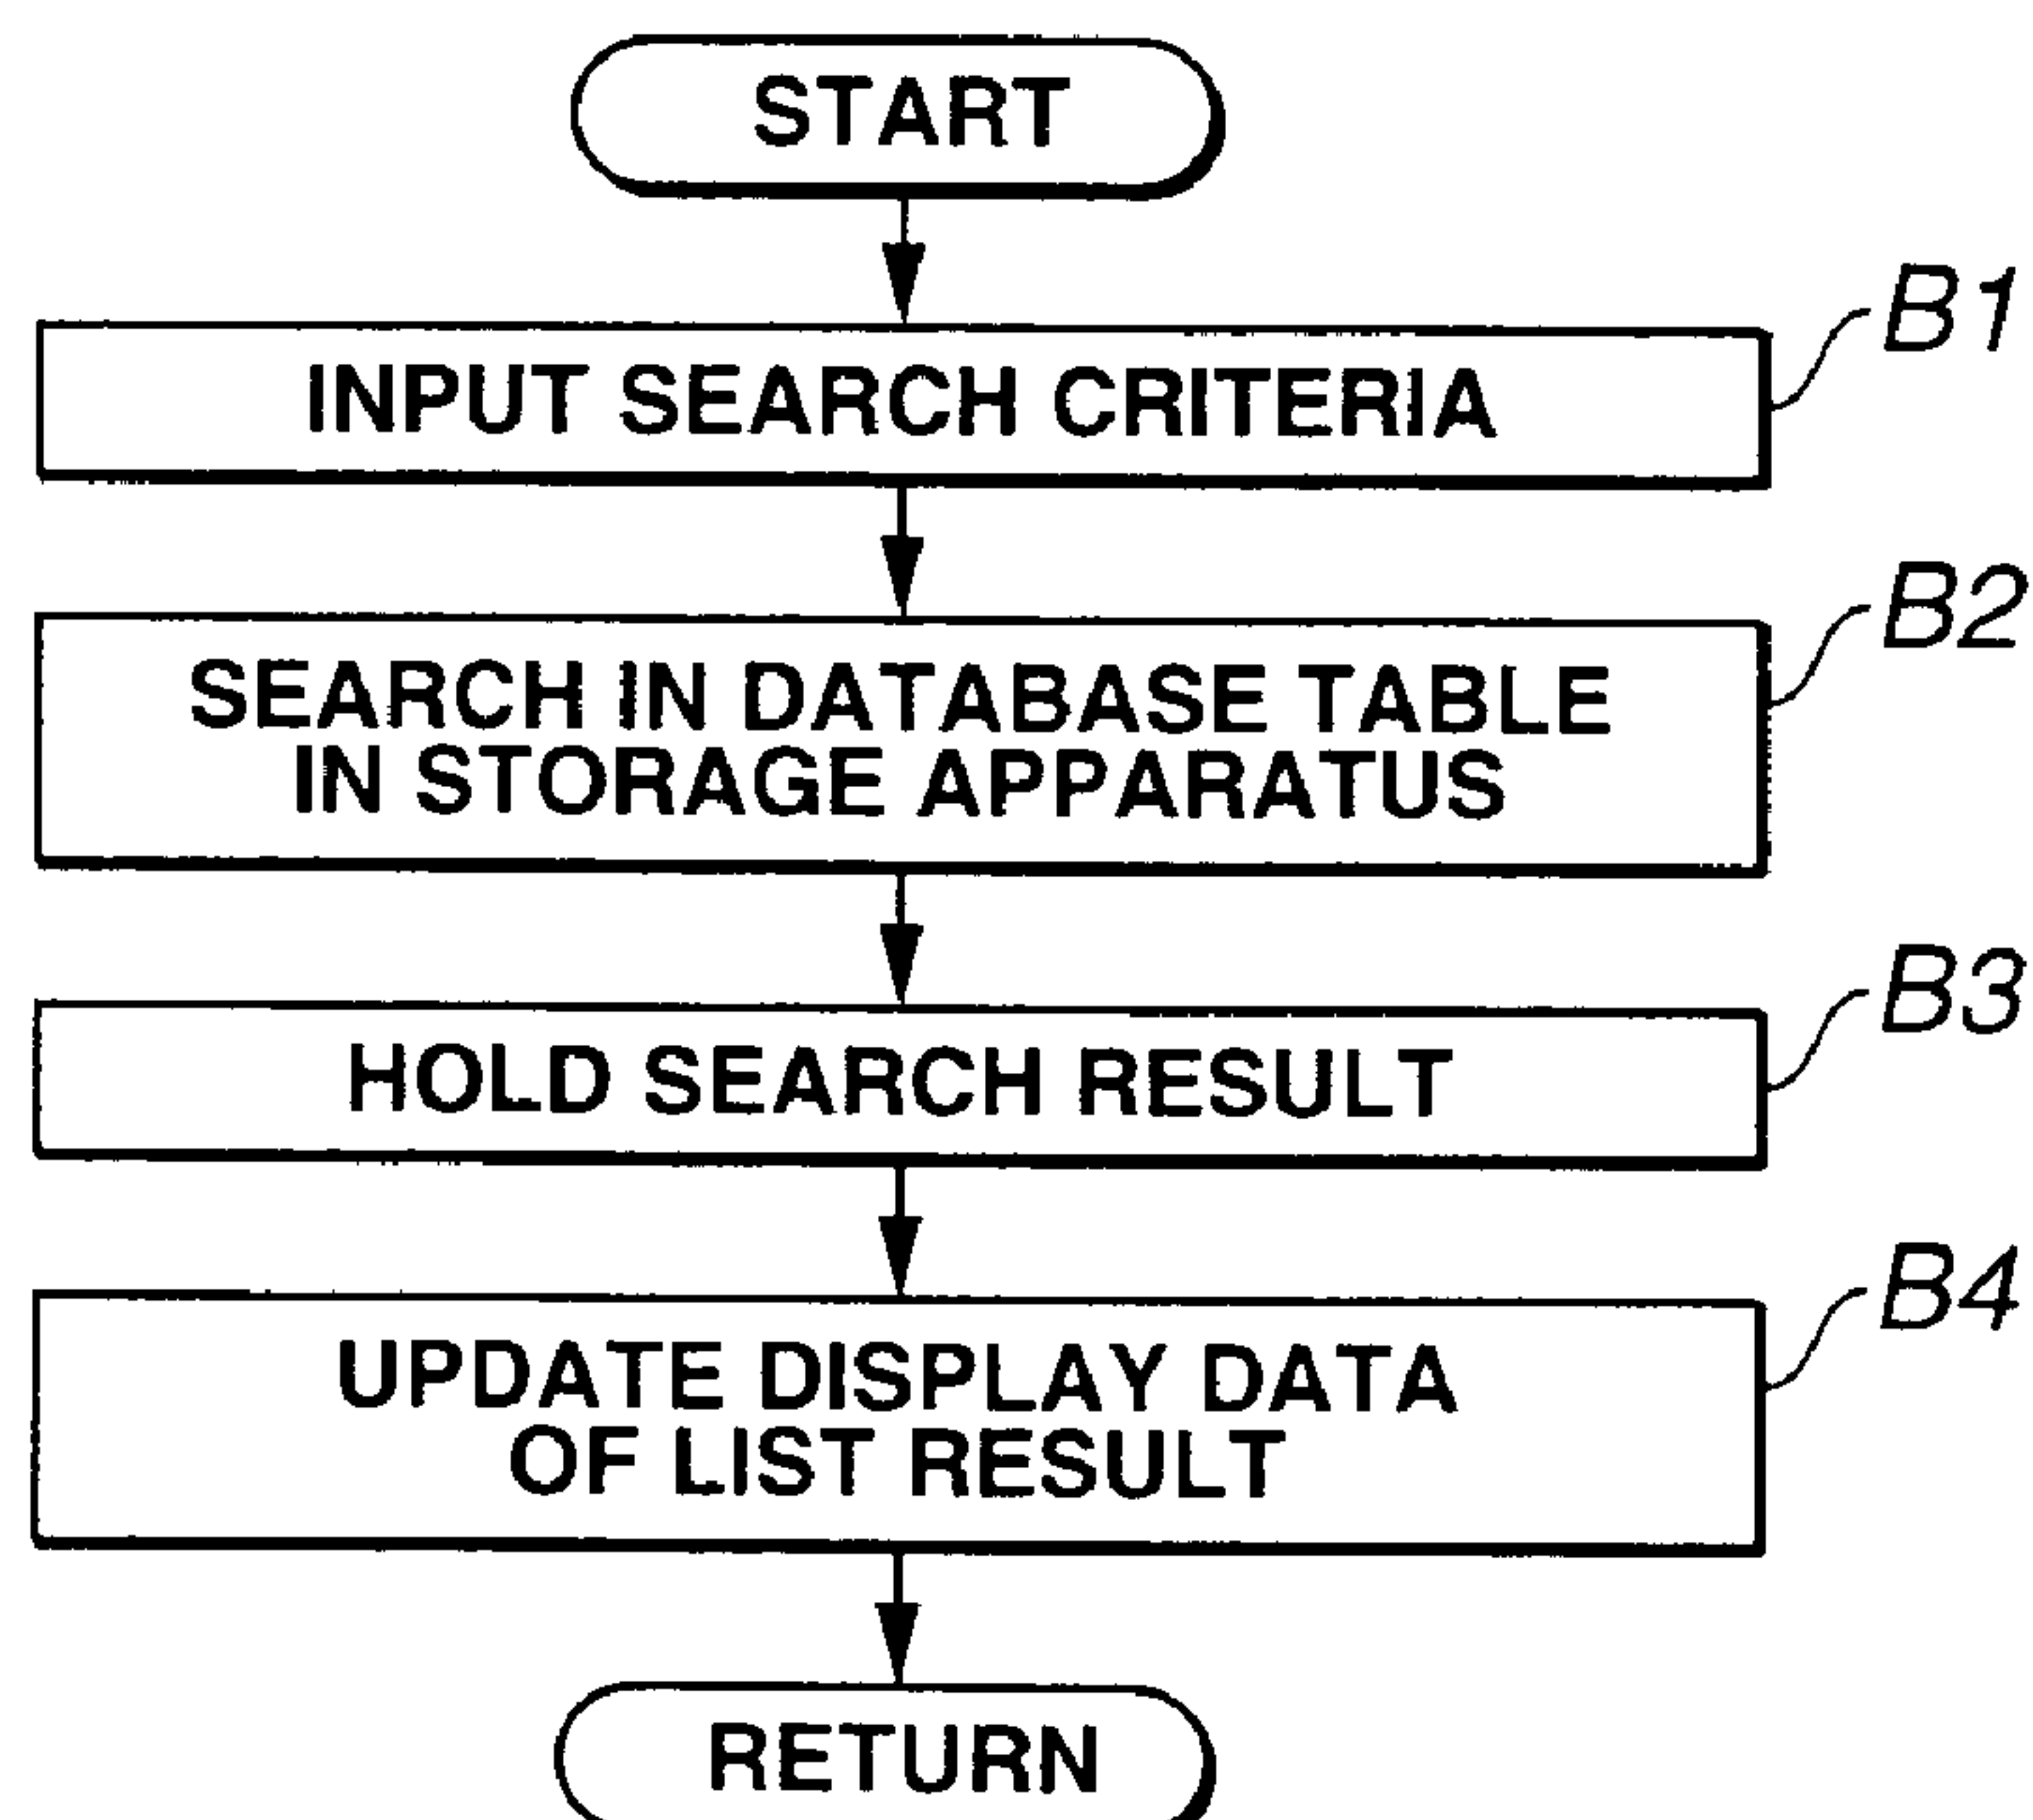 START
B1
INPUT SEARCH CRITERIA
B2
SEARCH IN DATABASE TABLE
IN STORAGE APPARATUS
B3
HOLD SEARCH RESULT
B4
UPDATE DISPLAY DATA
OF LIST RESULT
RETURN